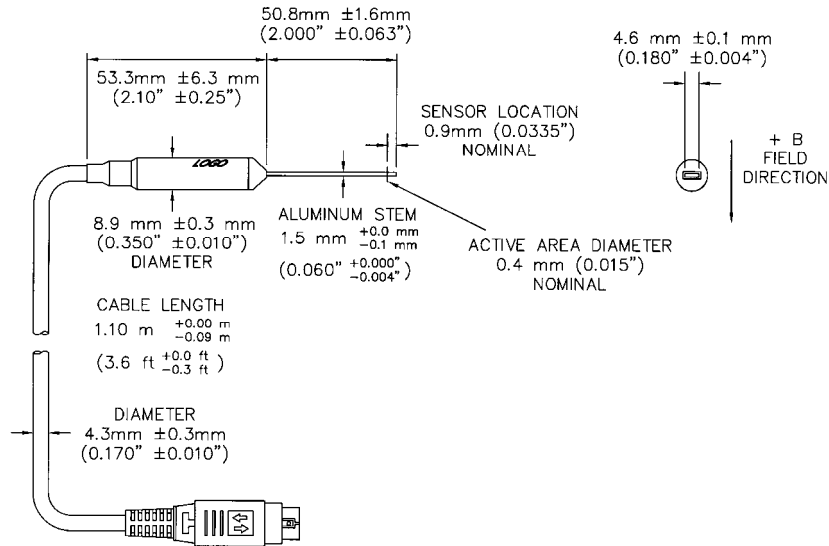 50.8mm ±1.6mm
(2.000" ±0.063")
53.3mm ±6.3 mm
(2.10" ±0.25")
4.6 mm ±0.1 mm
(0.180" ±0.004")
SENSOR LOCATION
0.9mm (0.0335")
NOMINAL
+ B
FIELD
DIRECTION
LOGO
8.9 mm ±0.3 mm
(0.350" ±0.010")
DIAMETER
ALUMINUM STEM
1.5 mm +0.0 mm
-0.1 mm
(0.060" +0.000"
-0.004")
ACTIVE AREA DIAMETER
0.4 mm (0.015")
NOMINAL
CABLE LENGTH
1.10 m +0.00 m
-0.09 m
(3.6 ft +0.0 ft
-0.3 ft)
DIAMETER
4.3mm ±0.3mm
(0.170" ±0.010")